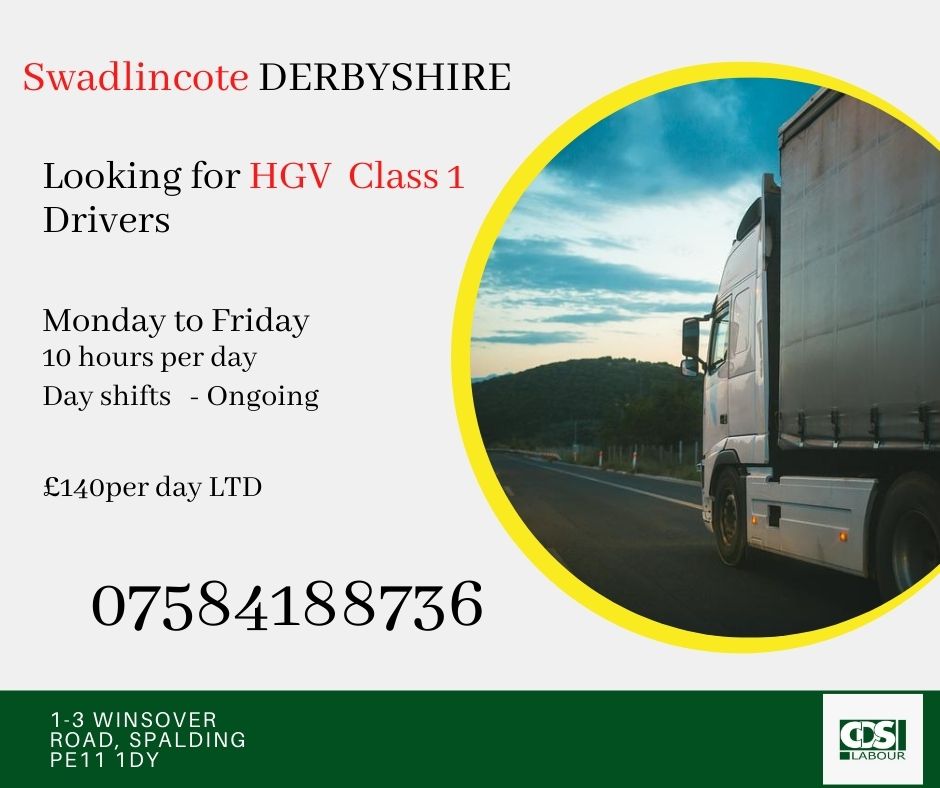 Swadlincote DERBYSHIRE
Looking for HGV Class 1
Drivers
Monday to Friday
10 hours per day
Day shifts - Ongoing
£140per day LTD
07584188736
1-3 WINSOVER
ROAD, SPALDING
PE11 1DY
CDS
LABOUR